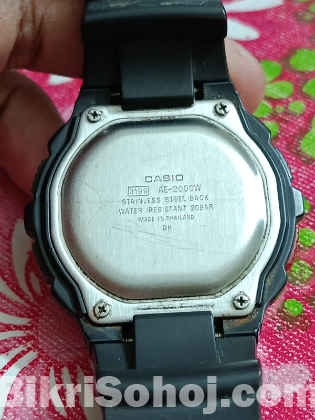 CASIO
3199 AE-2000W
STAINLESS STEEL BACK
WATER RESISTANT 20BAR
MADE IN THAILAND
DH
BikriSohoj.com